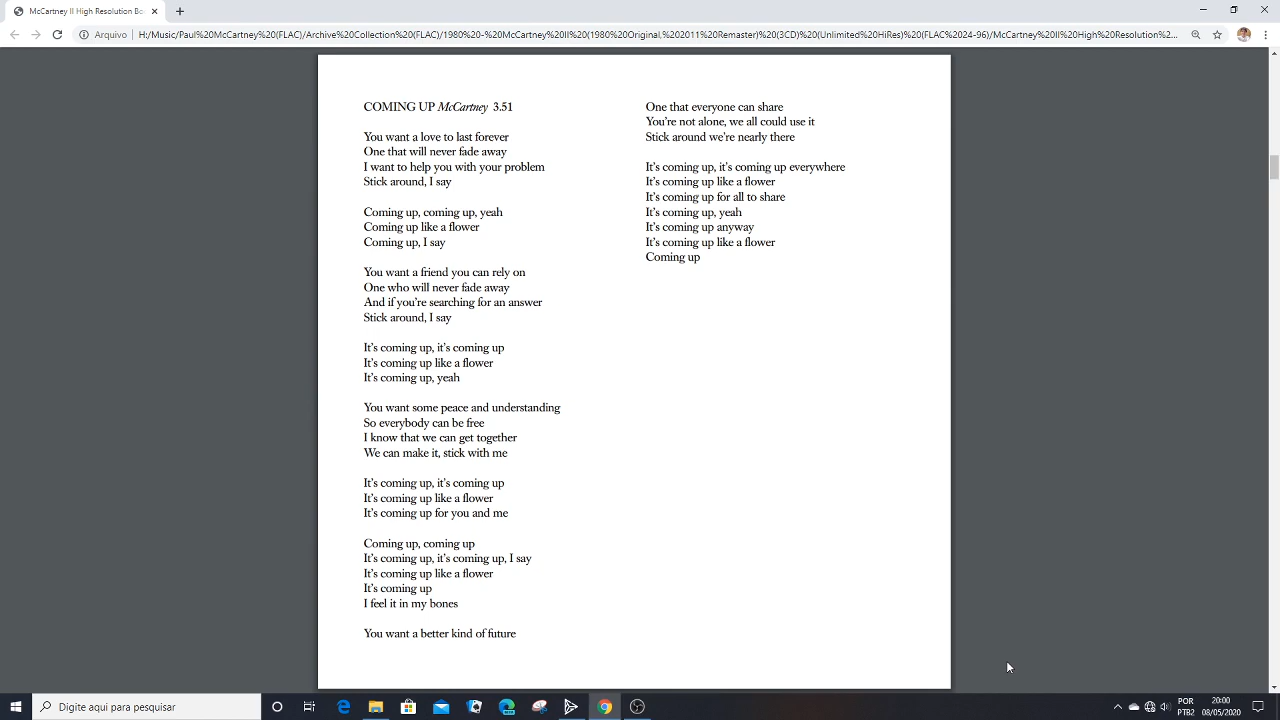 McCartney II High Resolution Bo
Arquivo
H:/Music/Paul%20McCartney%20(FLAC)/Archive%20Collection%20(FLAC)/1980%20-%20McCartney%20II%20(1980%20Original,%202011%20Remaster)%20(3CD)%20(Unlimited%20HiRes)%20(FLAC%2024-96)/McCartney%20II%20High%20Resolution%2...
COMING UP McCartney 3.51
You want a love to last forever
One that will never fade away
I want to help you with your problem
Stick around, I say
Coming up, coming up, yeah
Coming up like a flower
Coming up, I say
You want a friend you can rely on
One who will never fade away
And if you’re searching for an answer
Stick around, I say
It’s coming up, it’s coming up
It’s coming up like a flower
It’s coming up, yeah
You want some peace and understanding
So everybody can be free
I know that we can get together
We can make it, stick with me
It’s coming up, it’s coming up
It’s coming up like a flower
It’s coming up for you and me
Coming up, coming up
It’s coming up, it’s coming up, I say
It’s coming up like a flower
It’s coming up
I feel it in my bones
You want a better kind of future
One that everyone can share
You’re not alone, we all could use it
Stick around we’re nearly there
It’s coming up, it’s coming up everywhere
It’s coming up like a flower
It’s coming up for all to share
It’s coming up, yeah
It’s coming up anyway
It’s coming up like a flower
Coming up
Digite aqui para pesquisar
POR
PTB2
20:00
08/05/2020